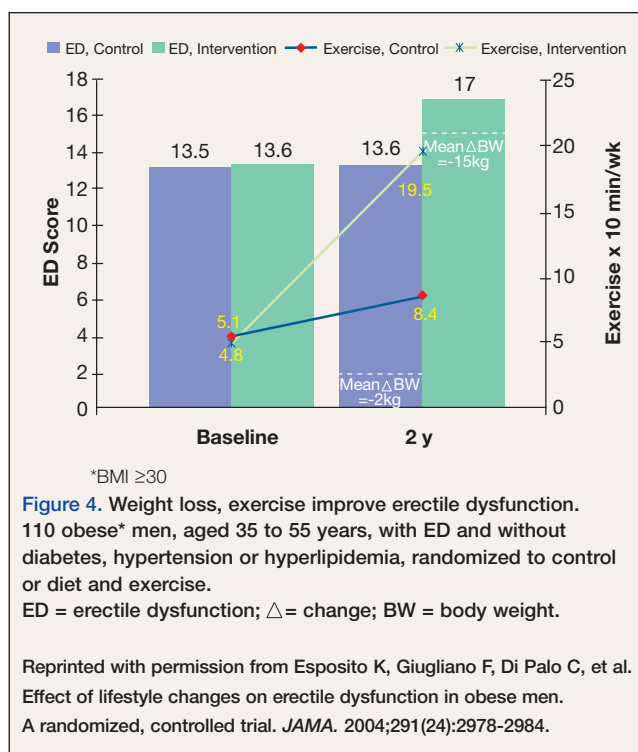 ED, Control ED, Intervention Exercise, Control Exercise, Intervention
18
16
14
12
10
8
6
4
2
0
ED Score
13.5
13.6
13.6
17
Mean△BW
=-15kg
19.5
5.1
4.8
8.4
Mean△BW
=-2kg
25
20
15
10
5
0
Exercise x 10 min/wk
Baseline 2 y
*BMI ≥30
Figure 4. Weight loss, exercise improve erectile dysfunction.
110 obese* men, aged 35 to 55 years, with ED and without
diabetes, hypertension or hyperlipidemia, randomized to control
or diet and exercise.
ED = erectile dysfunction; △= change; BW = body weight.
Reprinted with permission from Esposito K, Giugliano F, Di Palo C, et al.
Effect of lifestyle changes on erectile dysfunction in obese men.
A randomized, controlled trial. JAMA. 2004;291(24):2978-2984.